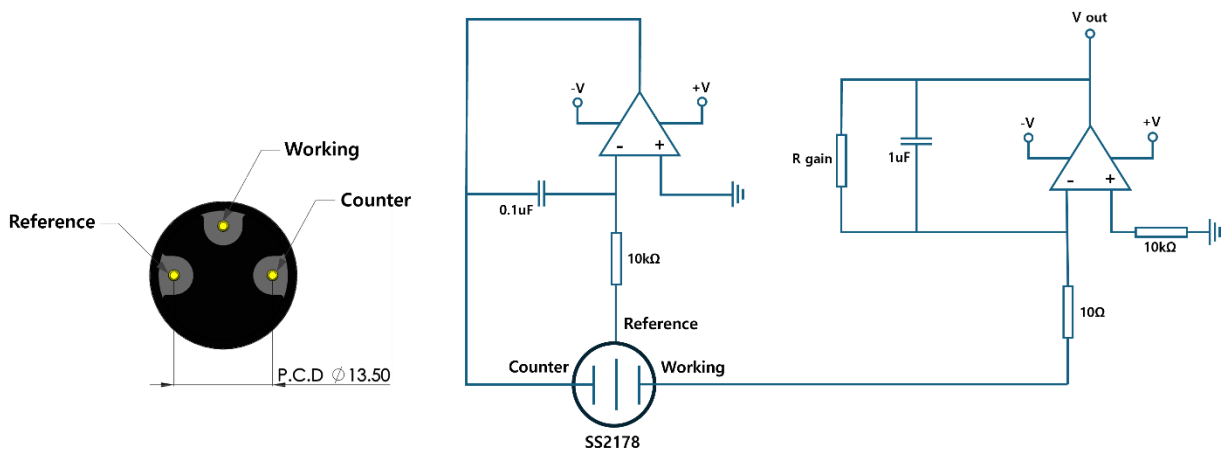 Working
Reference
Counter
P.C.D ∅13.50
-V
+V
-
+
0.1uF
10kΩ
Reference
Counter
Working
SS2178
V out
-V
+V
R gain
1uF
-
+
10kΩ
10Ω